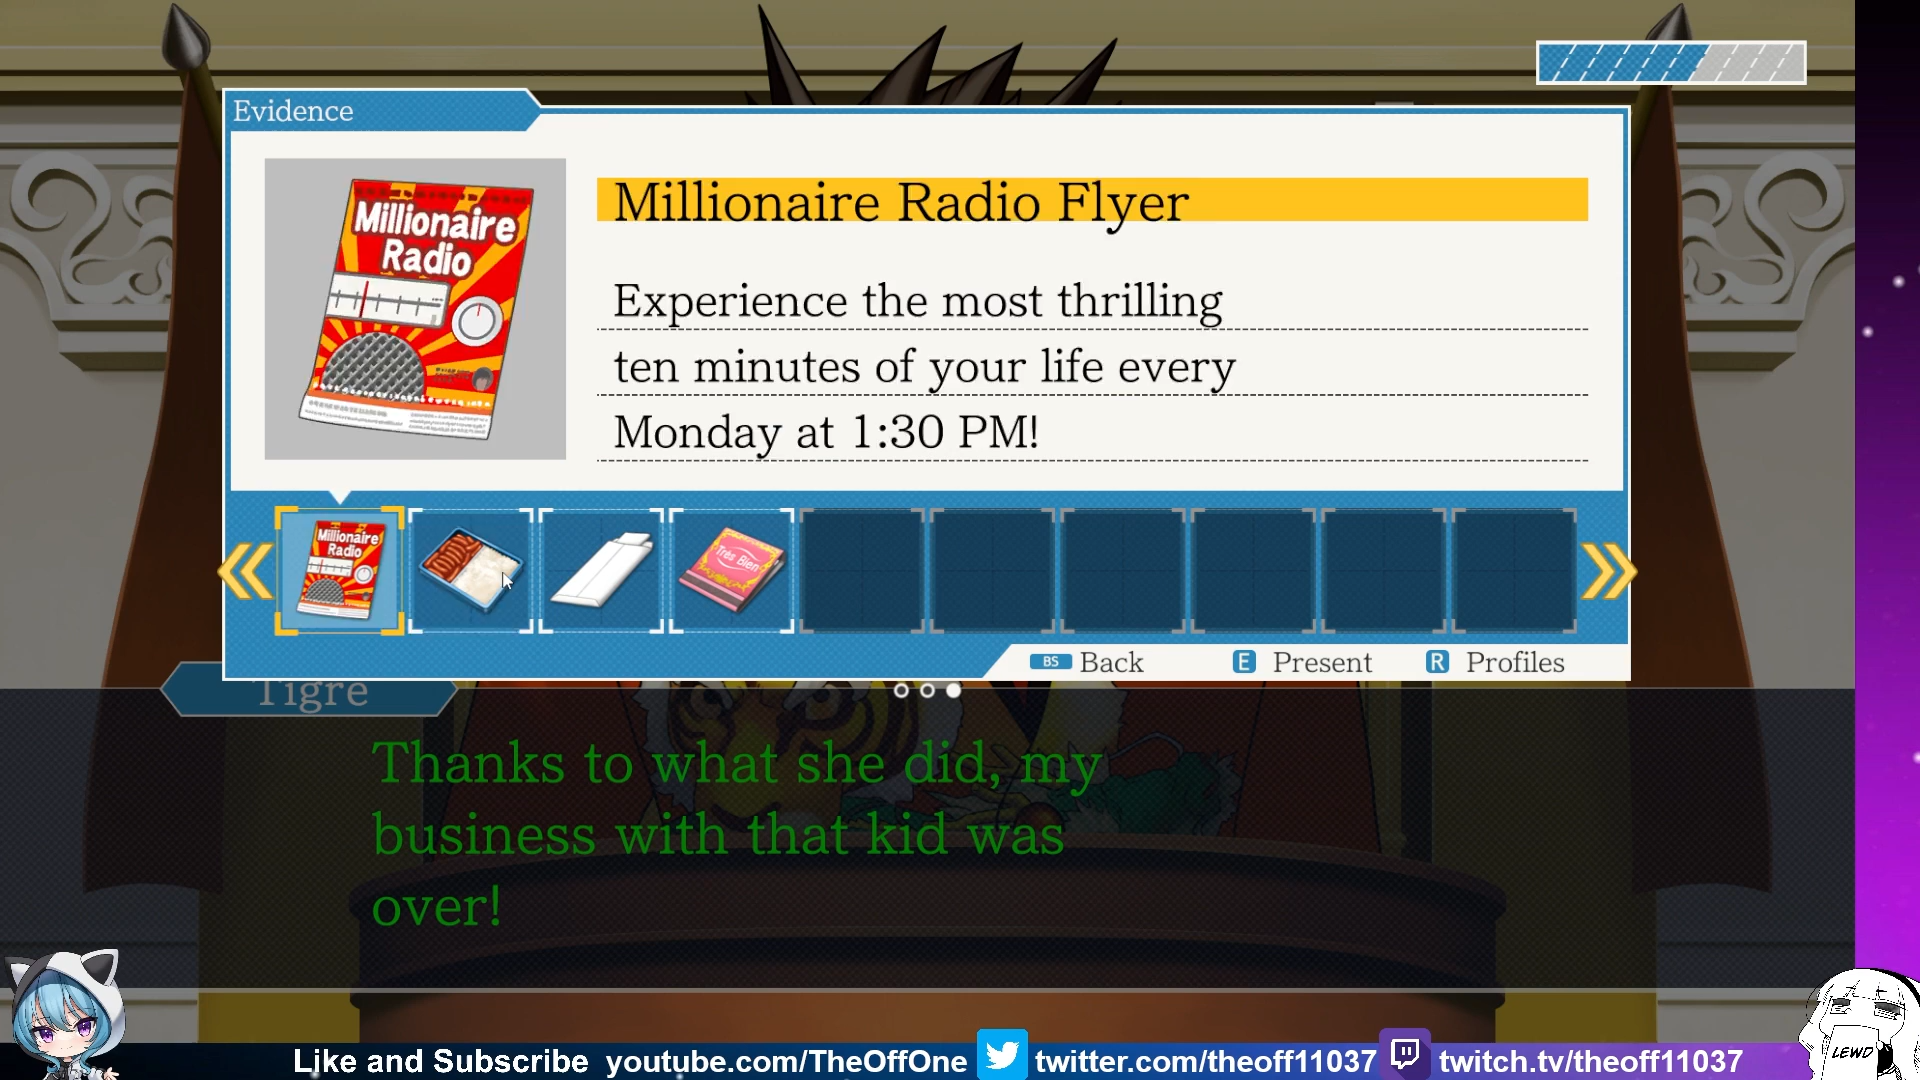 Evidence
Millionaire Radio Flyer
Millionaire
Radio
Experience the most thrilling
ten minutes of your life every
Monday at 1:30 PM!
Millionaire
Radio
Très Bien
BS Back
E Present
R Profiles
Tigre
Thanks to what she did, my
business with that kid was
over!
LEWD
Like and Subscribe youtube.com/TheOffOne twitter.com/theoff11037 twitch.tv/theoff11037